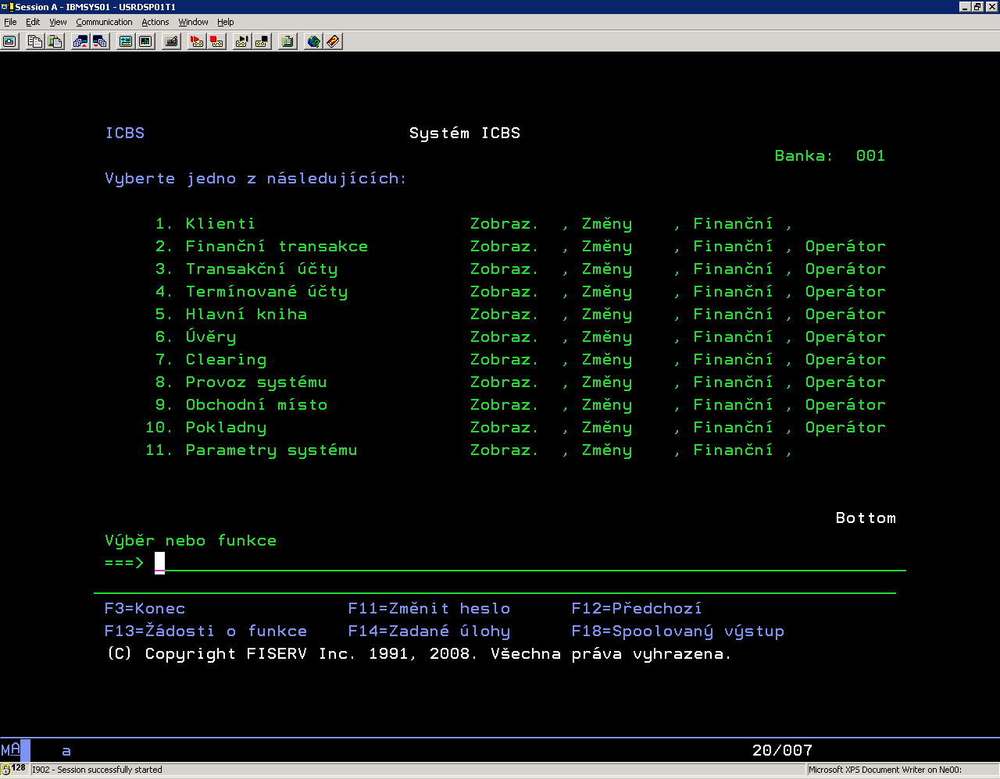 Session A - IBMSYS01 - USRDSP01T1
File Edit View Communication Actions Window Help
ICBS Systém ICBS
Banka: 001
Vyberte jedno z následujících:
1. Klienti Zobraz. , Změny , Finanční ,
2. Finanční transakce Zobraz. , Změny , Finanční , Operátor
3. Transakční účty Zobraz. , Změny , Finanční , Operátor
4. Termínované účty Zobraz. , Změny , Finanční , Operátor
5. Hlavní kniha Zobraz. , Změny , Finanční , Operátor
6. Úvěry Zobraz. , Změny , Finanční , Operátor
7. Clearing Zobraz. , Změny , Finanční , Operátor
8. Provoz systému Zobraz. , Změny , Finanční , Operátor
9. Obchodní místo Zobraz. , Změny , Finanční , Operátor
10. Pokladny Zobraz. , Změny , Finanční , Operátor
11. Parametry systému Zobraz. , Změny , Finanční ,
Bottom
Výběr nebo funkce
===>
F3=Konec F11=Změnit heslo F12=Předchozí
F13=Žádosti o funkce F14=Zadané úlohy F18=Spoolovaný výstup
(C) Copyright FISERV Inc. 1991, 2008. Všechna práva vyhrazena.
MA a 20/007
128 I902 - Session successfully started Microsoft XPS Document Writer on Ne00: